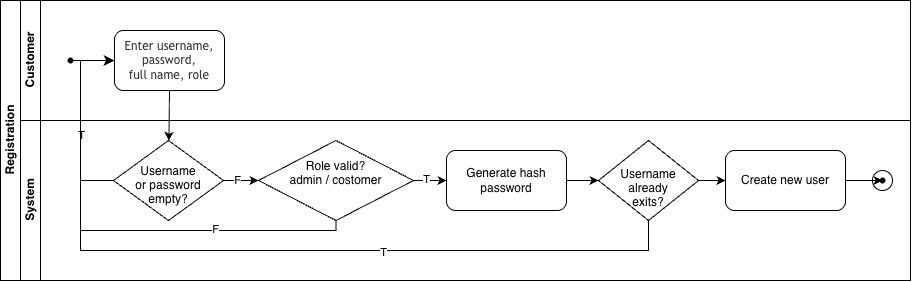 Registration
Customer
System
Enter username,
password,
full name, role
T
Username
or password
empty?
F
Role valid?
admin / costomer
T
Generate hash
password
Username
already
exits?
Create new user
F
T